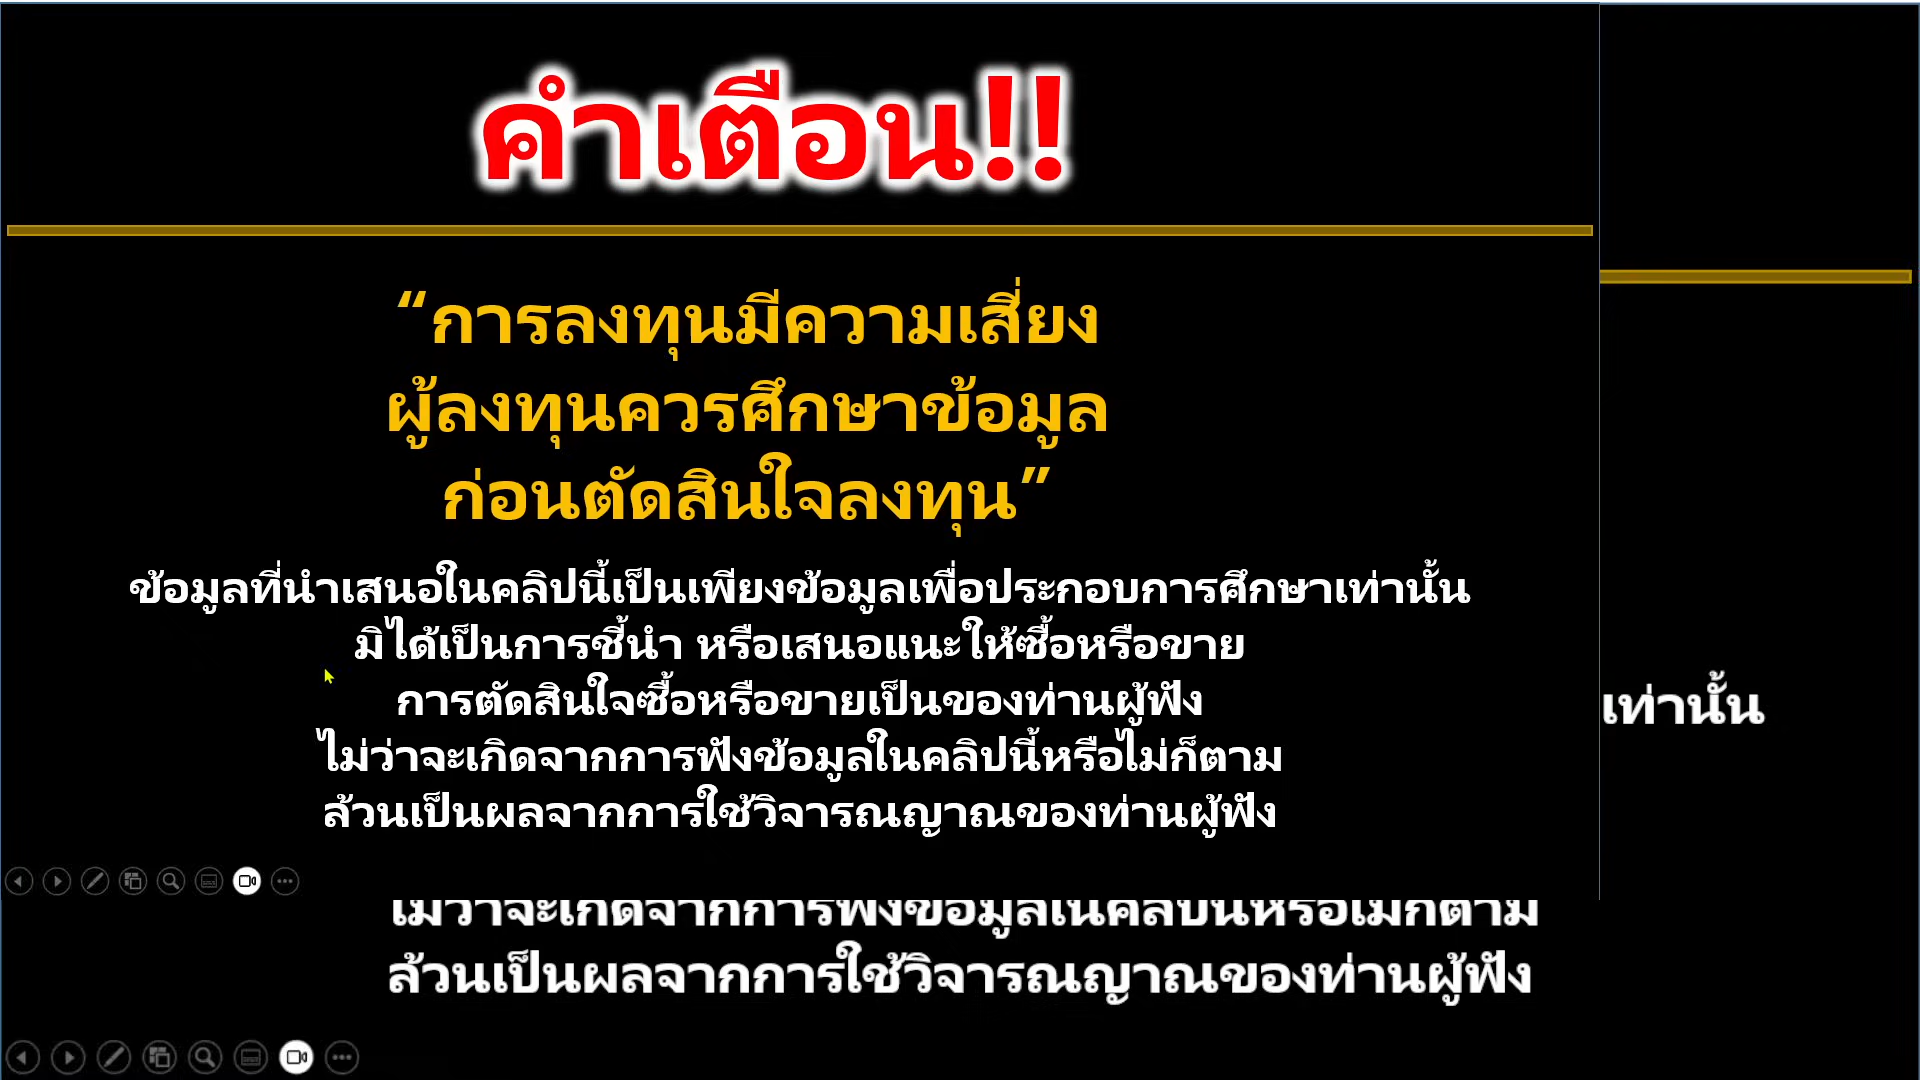 คำเตือน!!
“การลงทุนมีความเสี่ยง
ผู้ลงทุนควรศึกษาข้อมูล
ก่อนตัดสินใจลงทุน”
ข้อมูลที่นำเสนอในคลิปนี้เป็นเพียงข้อมูลเพื่อประกอบการศึกษาเท่านั้น
มิได้เป็นการชี้นำ หรือเสนอแนะให้ซื้อหรือขาย
การตัดสินใจซื้อหรือขายเป็นของท่านผู้ฟัง
ไม่ว่าจะเกิดจากการฟังข้อมูลในคลิปนี้หรือไม่ก็ตาม
ล้วนเป็นผลจากการใช้วิจารณญาณของท่านผู้ฟัง
เท่านั้น
ไม่ว่าจะเกิดจากการฟังข้อมูลในคลิปนี้หรือไม่ก็ตาม
ล้วนเป็นผลจากการใช้วิจารณญาณของท่านผู้ฟัง